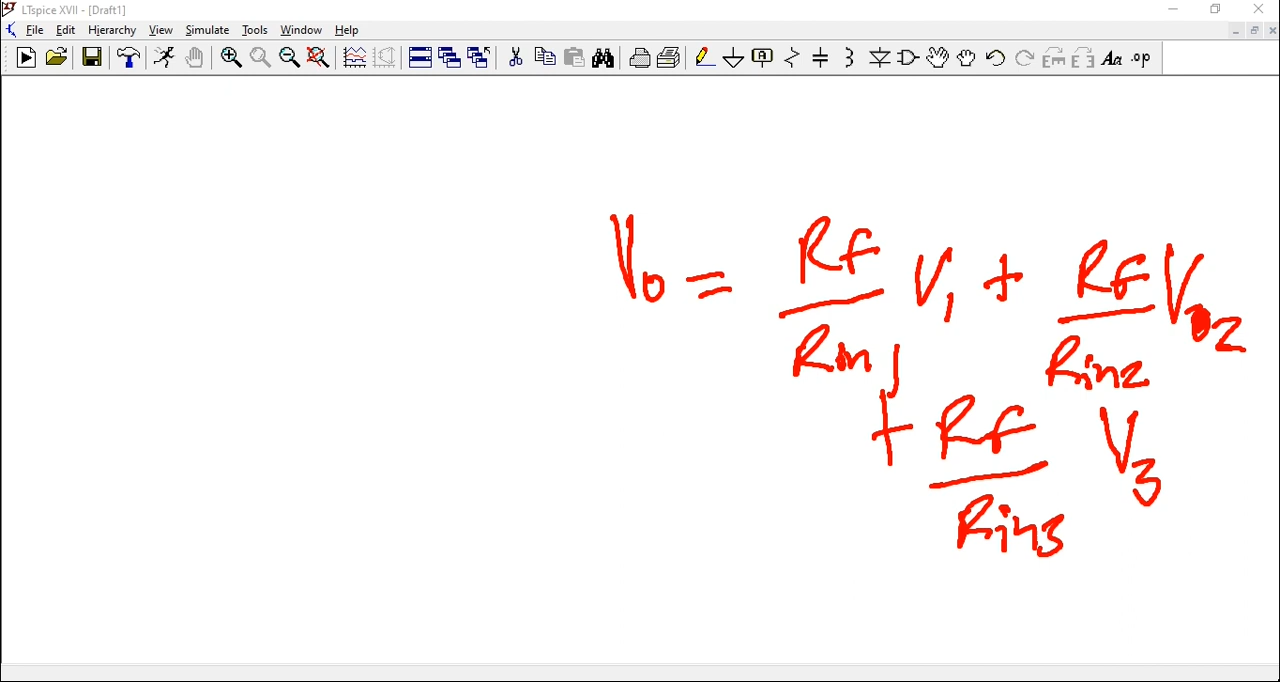 LTspice XVII - [Draft1]
File Edit Hierarchy View Simulate Tools Window Help
Aa .op
Vo = Rf/Rin1 V1 + Rf/Rin2 V2
+ Rf/Rin3 V3